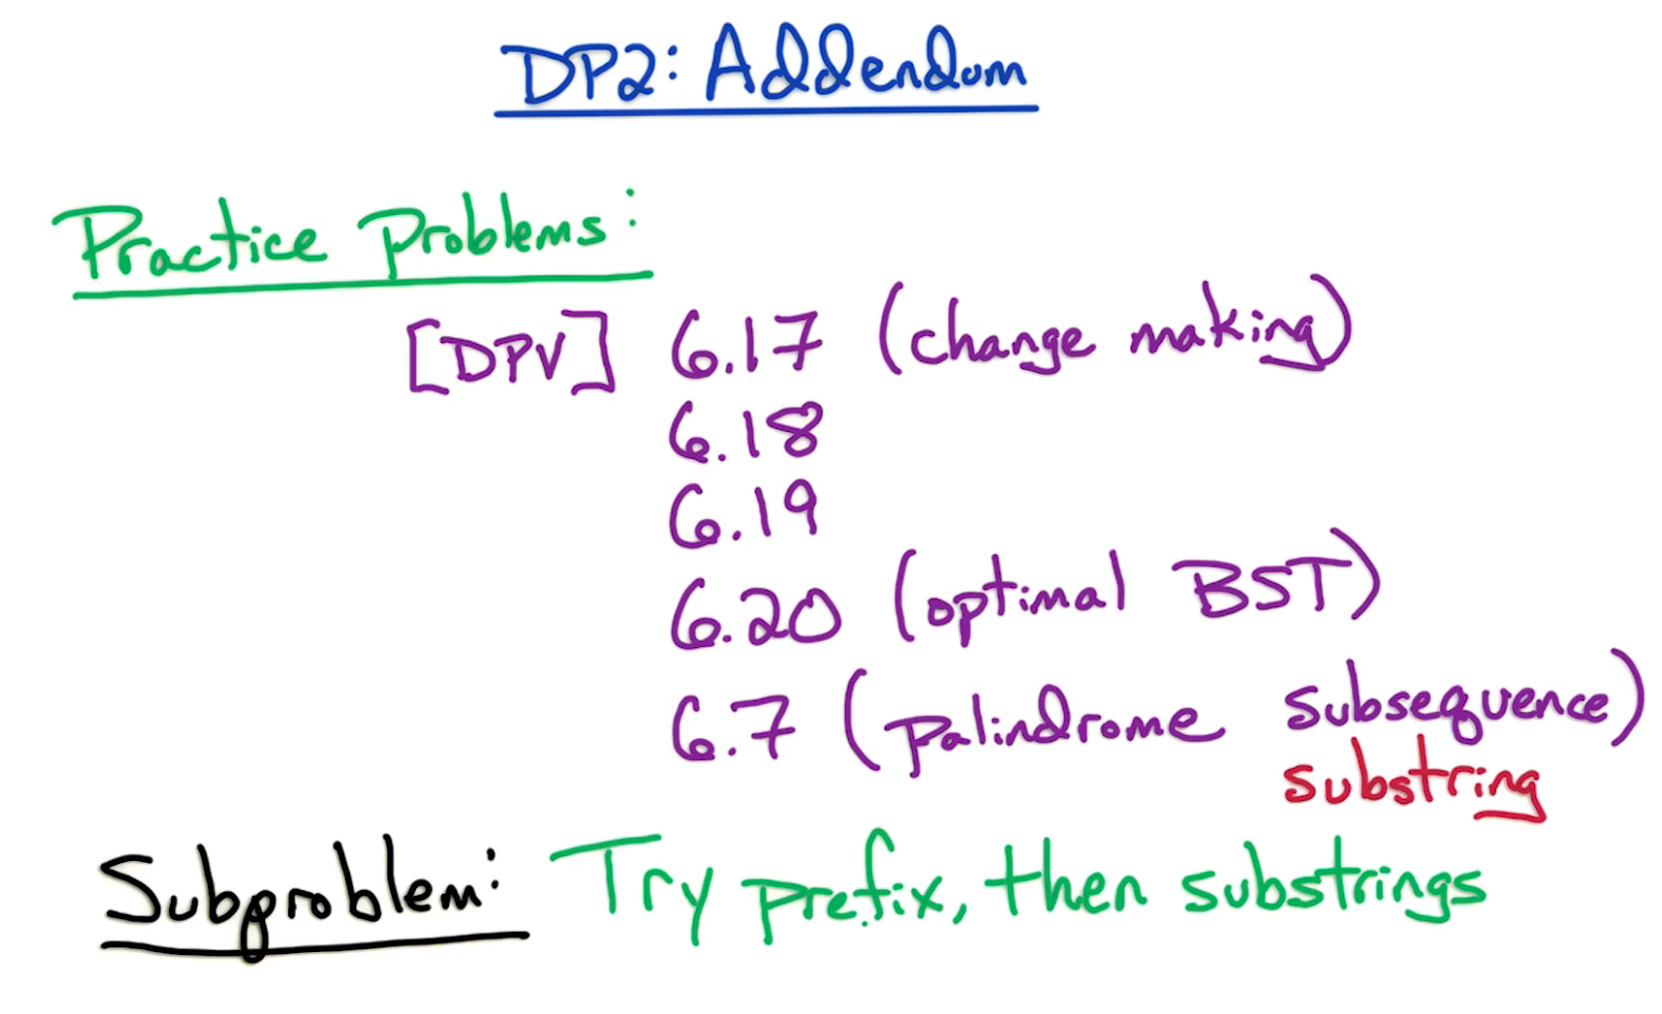 DP2: Addendum
Practice Problems:
[DPV] 6.17 (change making)
6.18
6.19
6.20 (optimal BST)
6.7 (palindrome subsequence)
substring
Subproblem: Try prefix, then substrings